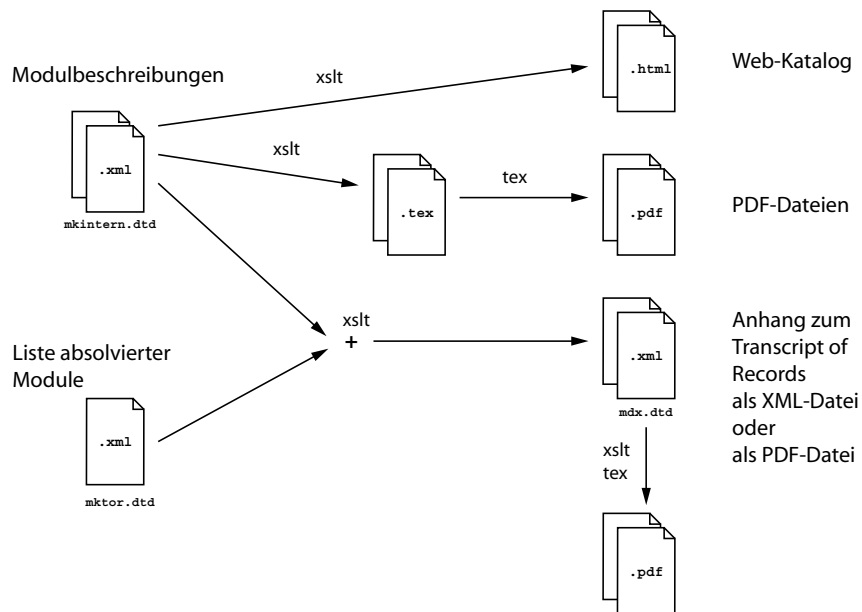 Modulbeschreibungen
.xml
mkintern.dtd
xslt
.html
Web-Katalog
xslt
.tex
tex
.pdf
PDF-Dateien
Liste absolvierter
Module
.xml
mktor.dtd
xslt
+
.xml
mdx.dtd
Anhang zum
Transcript of
Records
als XML-Datei
oder
als PDF-Datei
xslt
tex
.pdf